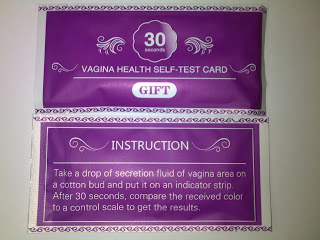 30
seconds
VAGINA HEALTH SELF-TEST CARD
GIFT
INSTRUCTION
Take a drop of secretion fluid of vagina area on
a cotton bud and put it on an indicator strip.
After 30 seconds, compare the received color
to a control scale to get the results.